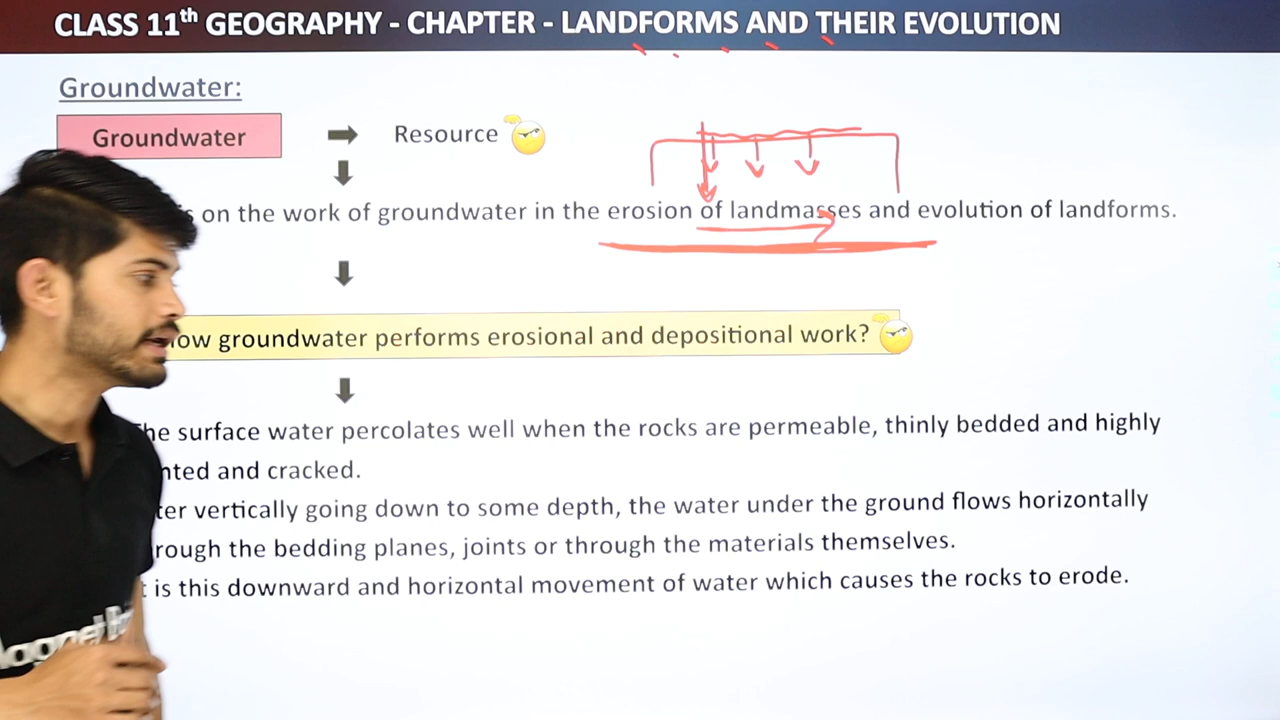 CLASS 11th GEOGRAPHY - CHAPTER - LANDFORMS AND THEIR EVOLUTION
Groundwater:
Groundwater
Resource
on the work of groundwater in the erosion of landmasses and evolution of landforms.
ow groundwater performs erosional and depositional work?
he surface water percolates well when the rocks are permeable, thinly bedded and highly
nted and cracked.
ter vertically going down to some depth, the water under the ground flows horizontally
rough the bedding planes, joints or through the materials themselves.
t is this downward and horizontal movement of water which causes the rocks to erode.